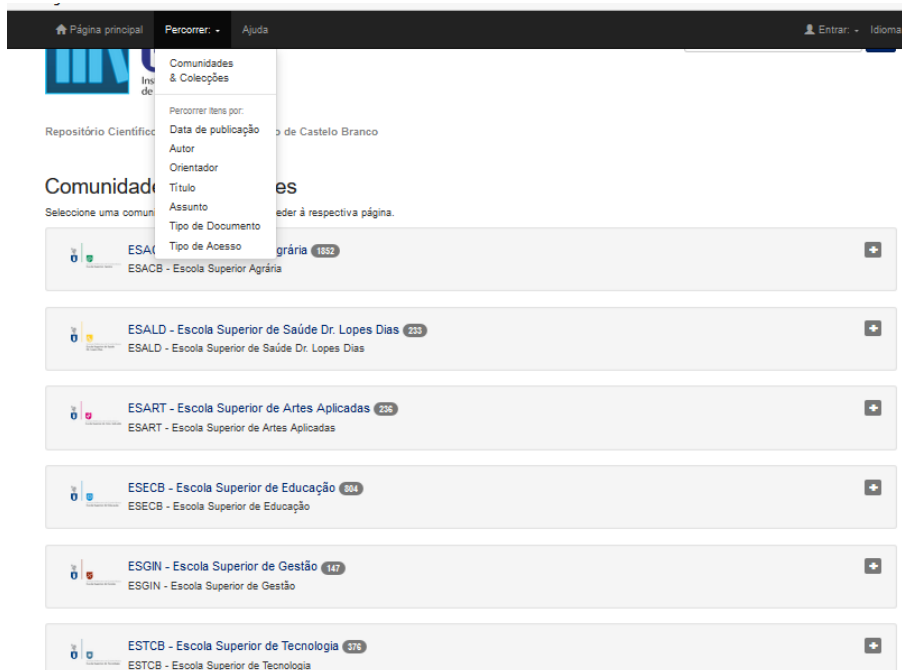 Página principal Percorrer: Ajuda Entrar: Idioma
Comunidades
& Colecções
Percorrer itens por:
Data de publicação
Autor
Orientador
Título
Assunto
Tipo de Documento
Tipo de Acesso
Ins
de
Repositório Científico de Castelo Branco
Comunidad es
Seleccione uma comuni eder à respectiva página.
ESAC grária 1852
ESACB - Escola Superior Agrária
ESALD - Escola Superior de Saúde Dr. Lopes Dias 233
ESALD - Escola Superior de Saúde Dr. Lopes Dias
ESART - Escola Superior de Artes Aplicadas 236
ESART - Escola Superior de Artes Aplicadas
ESECB - Escola Superior de Educação 804
ESECB - Escola Superior de Educação
ESGIN - Escola Superior de Gestão 147
ESGIN - Escola Superior de Gestão
ESTCB - Escola Superior de Tecnologia 376
ESTCB - Escola Superior de Tecnologia